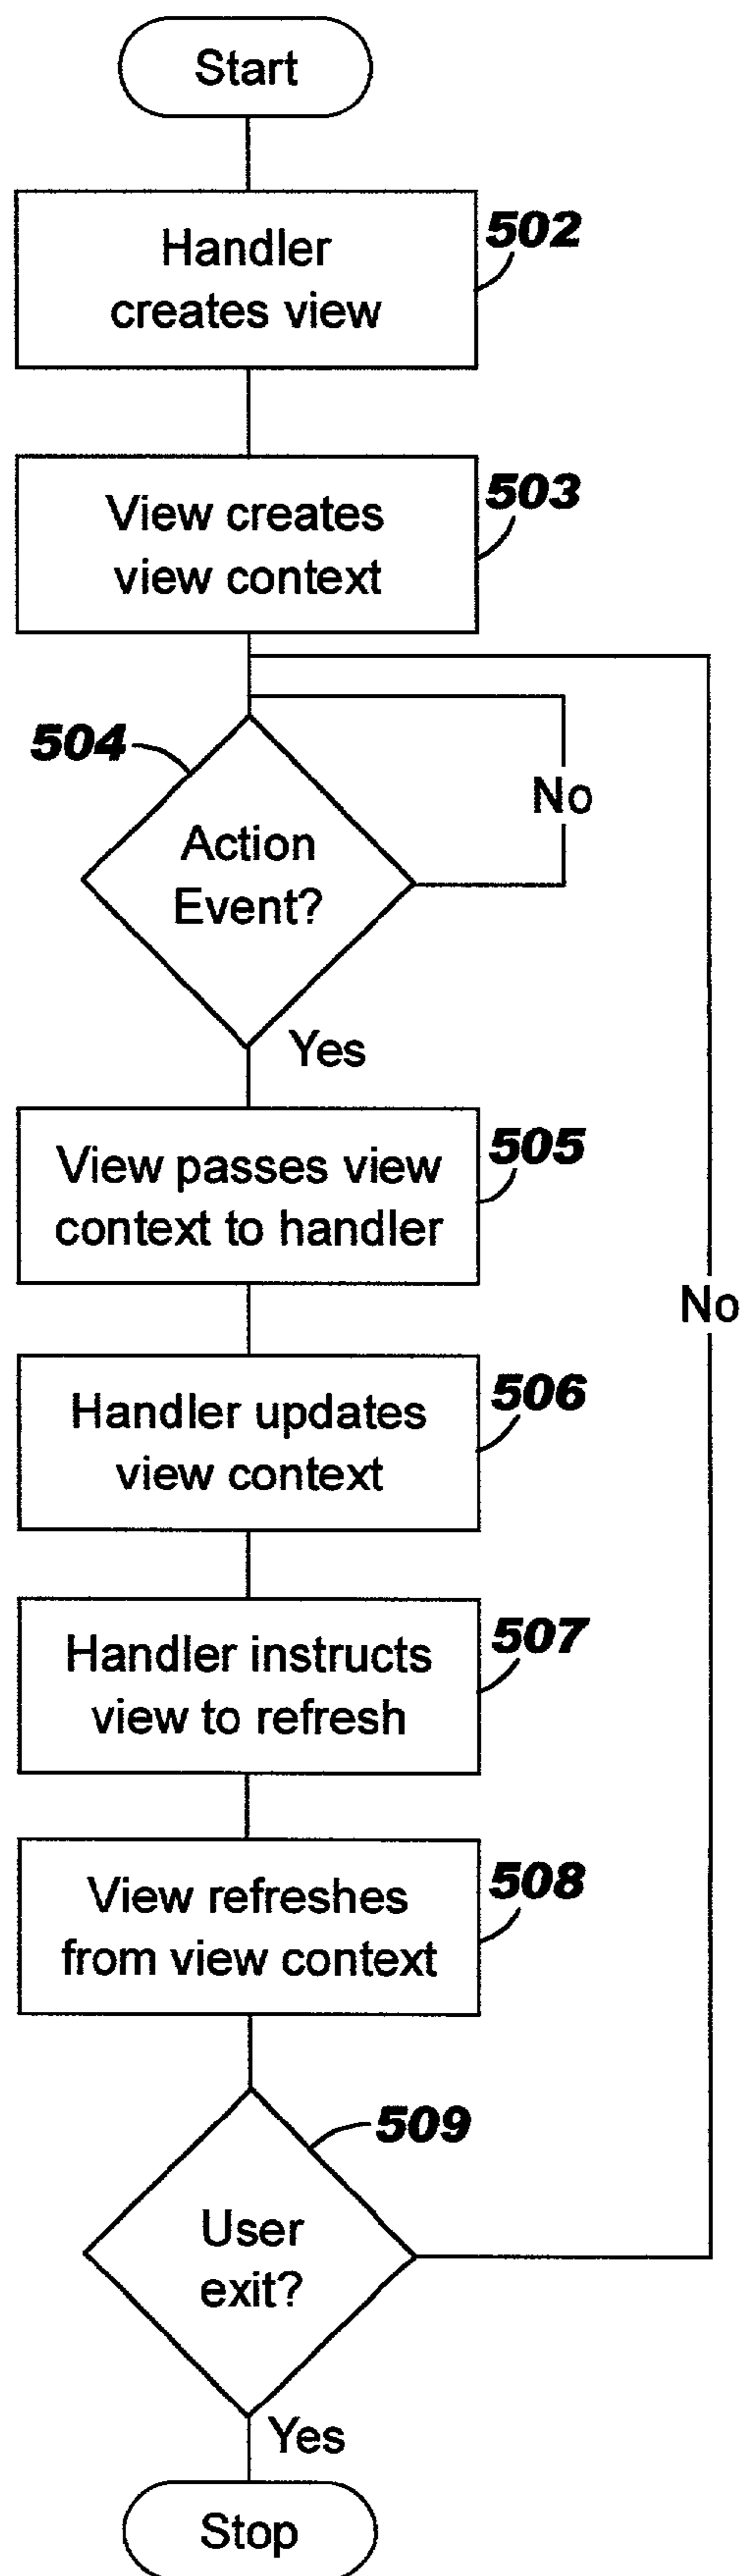 Start
Handler
creates view
502
View creates
view context
503
504
Action
Event?
No
Yes
View passes view
context to handler
505
No
Handler updates
view context
506
Handler instructs
view to refresh
507
View refreshes
from view context
508
509
User
exit?
Yes
Stop